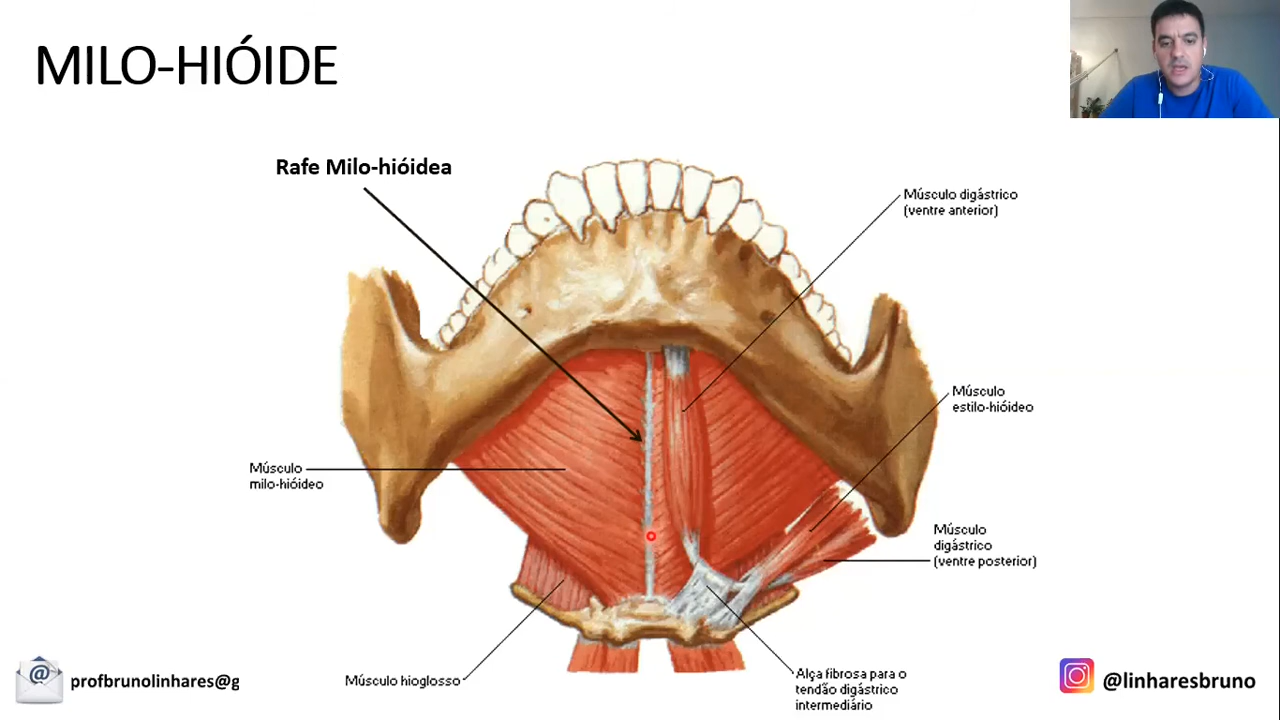 MILO-HIÓIDE
Rafe Milo-hióidea
Músculo digástrico
(ventre anterior)
Músculo
estilo-hióideo
Músculo
milo-hióideo
Músculo
digástrico
(ventre posterior)
Músculo hioglosso
Alça fibrosa para o
tendão digástrico
intermediário
@
profbrunolinhares@g
@linharesbruno